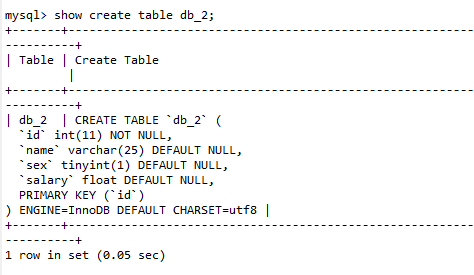 mysql> show create table db_2;
+-------+----------------------------------------------------------
----------+
| Table | Create Table
         |
+-------+----------------------------------------------------------
----------+
| db_2  | CREATE TABLE `db_2` (
  `id` int(11) NOT NULL,
  `name` varchar(25) DEFAULT NULL,
  `sex` tinyint(1) DEFAULT NULL,
  `salary` float DEFAULT NULL,
  PRIMARY KEY (`id`)
) ENGINE=InnoDB DEFAULT CHARSET=utf8 |
+-------+----------------------------------------------------------
----------+
1 row in set (0.05 sec)